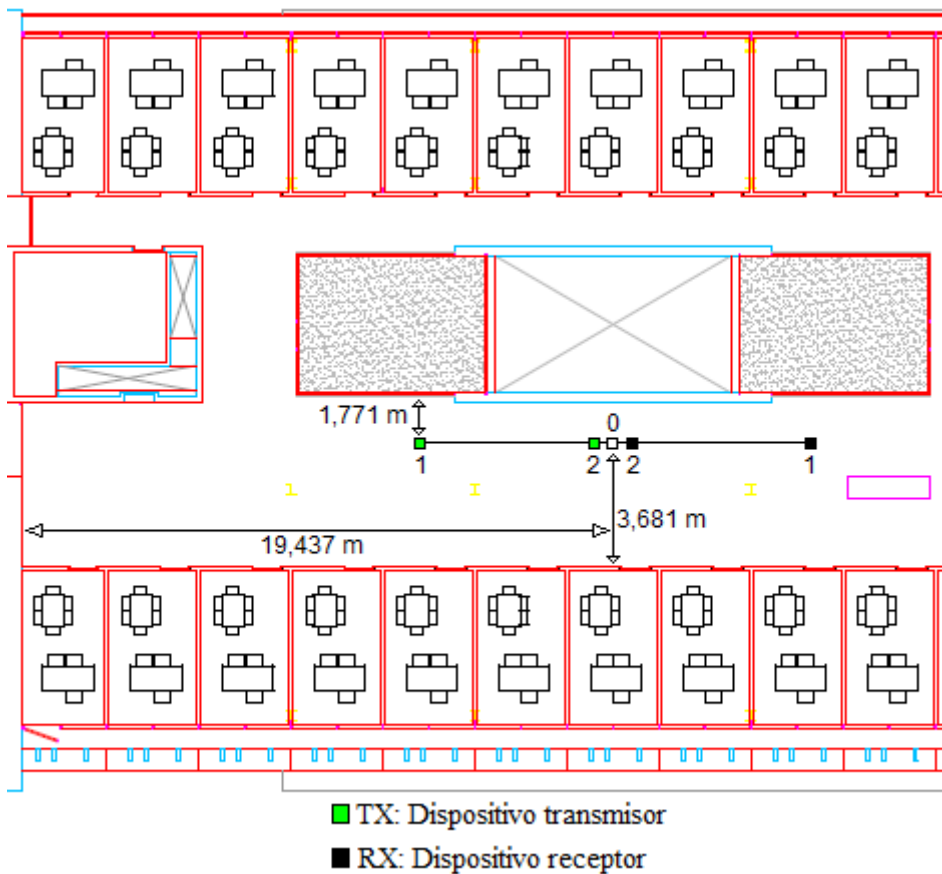 1,771 m
0
1
2
2
1
3,681 m
19,437 m
TX: Dispositivo transmisor
RX: Dispositivo receptor